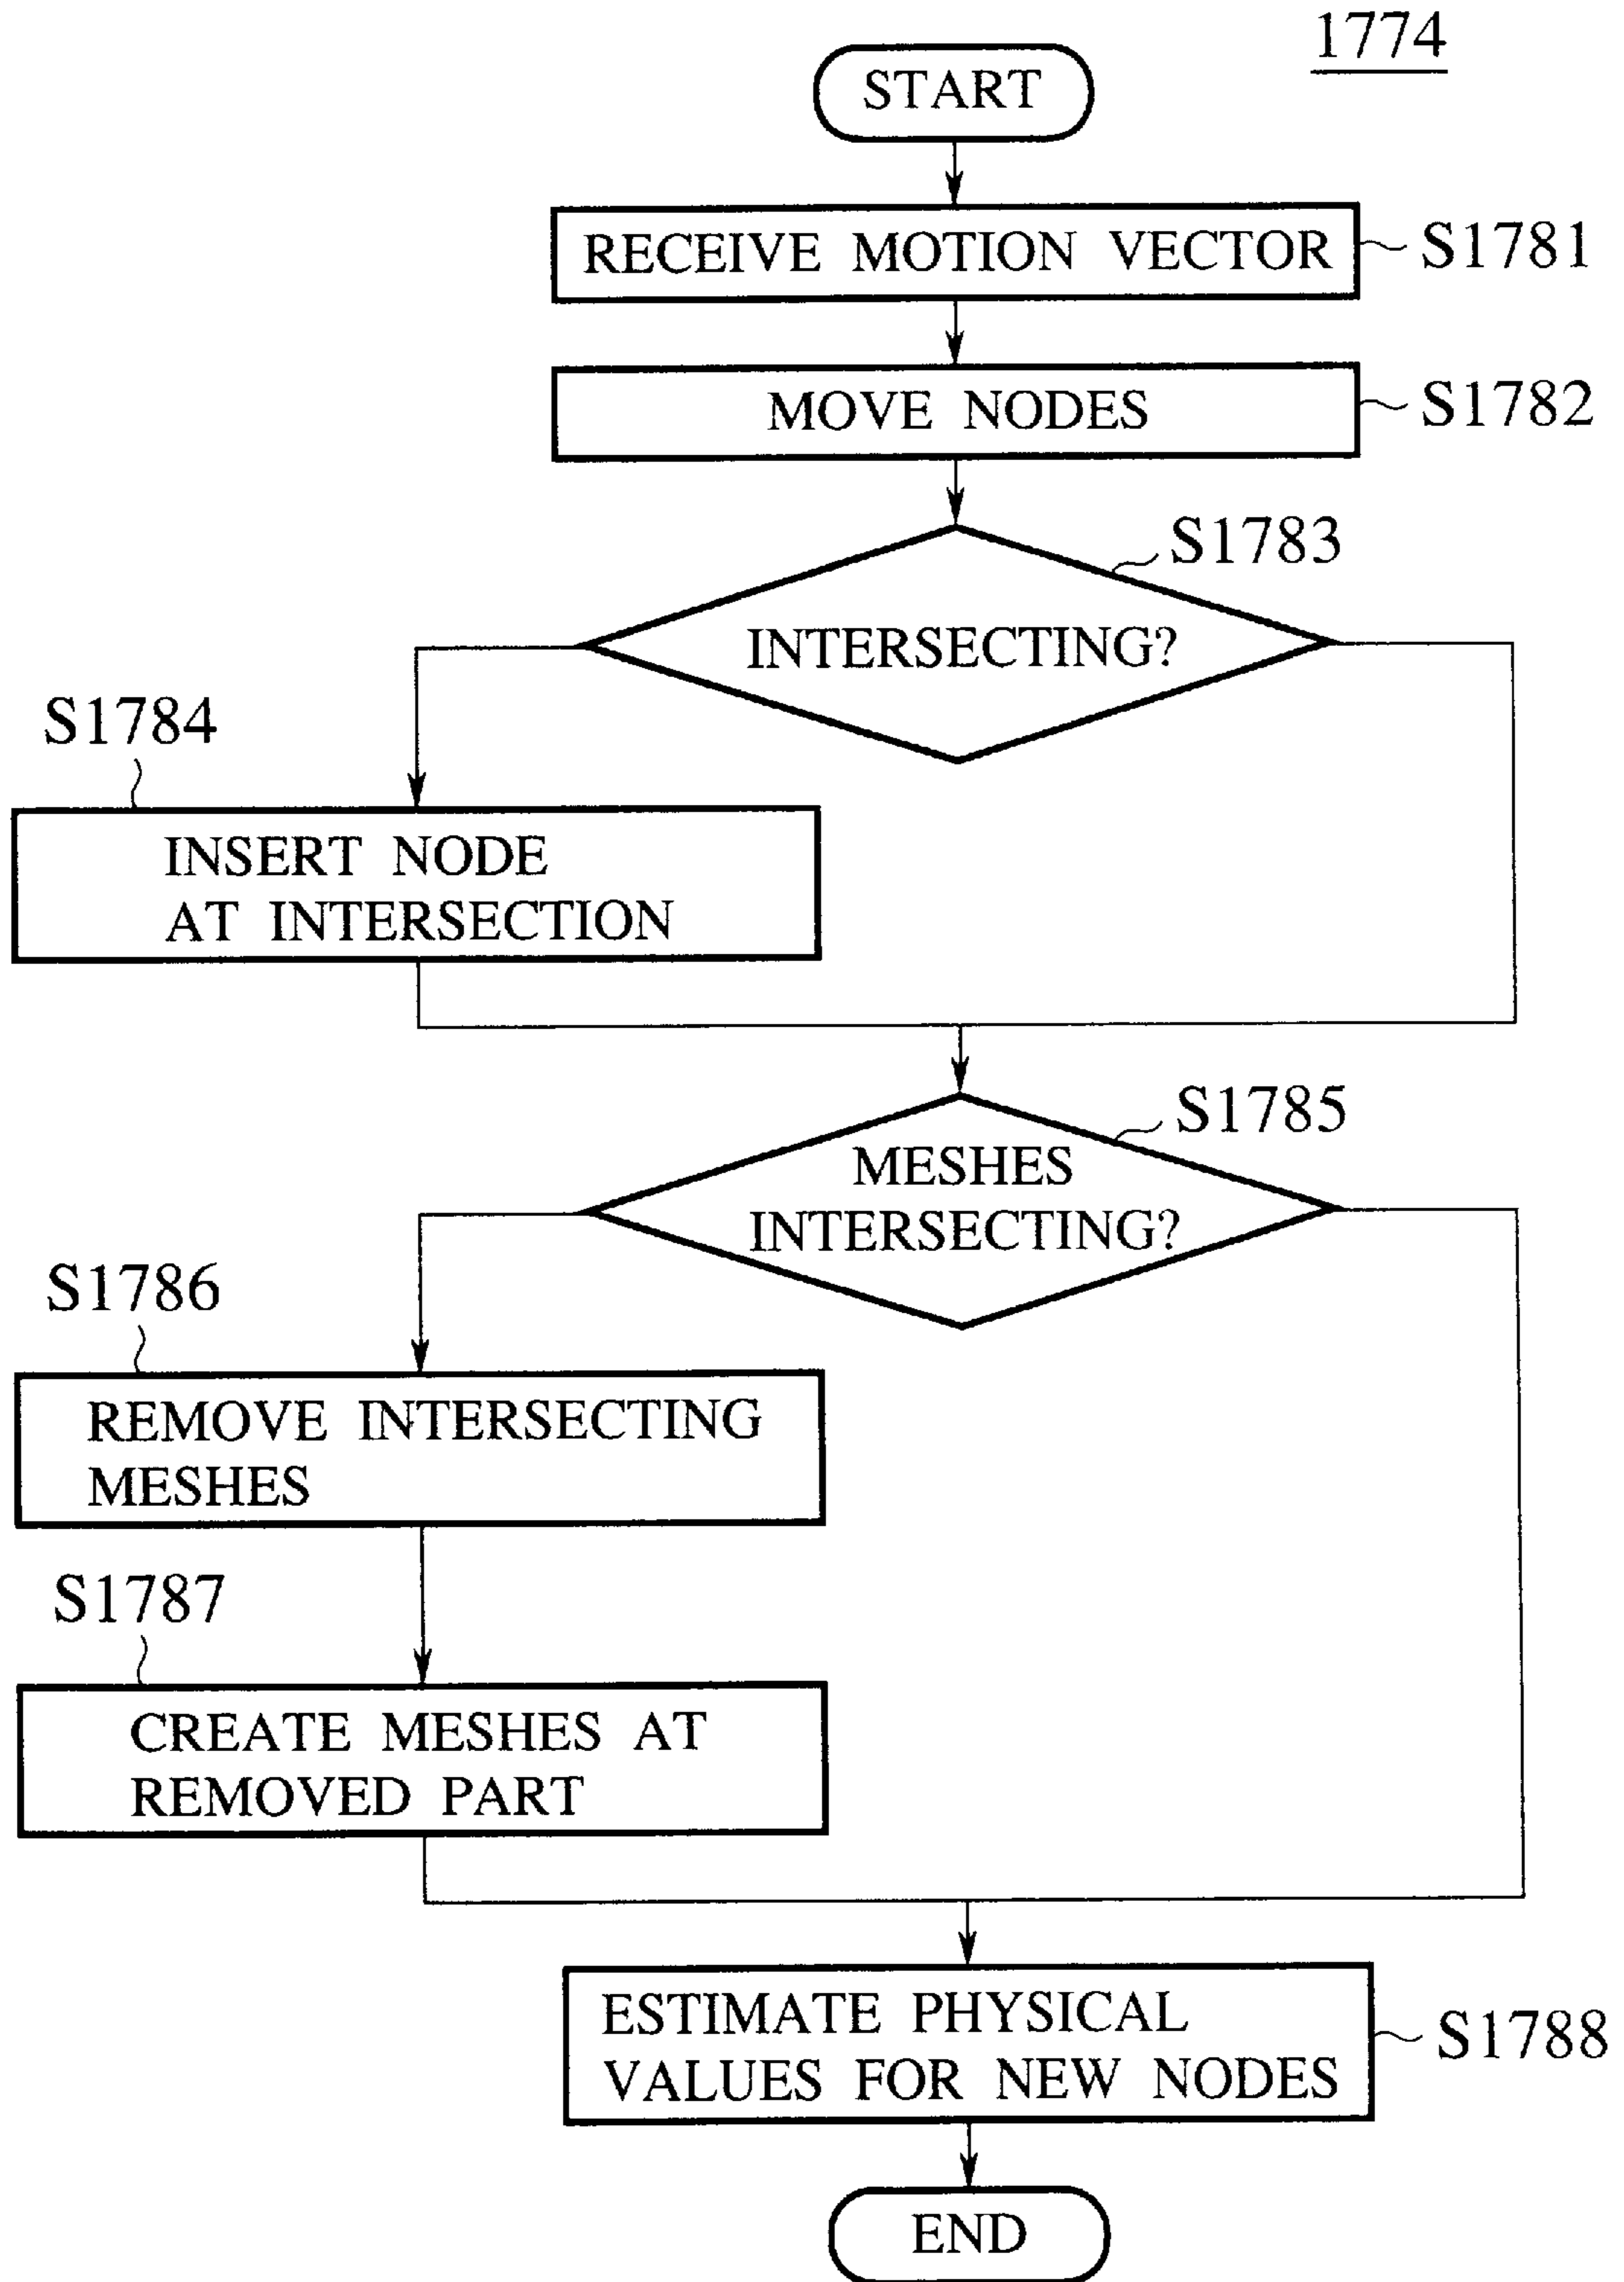 1774
START
RECEIVE MOTION VECTOR
S1781
MOVE NODES
S1782
S1783
INTERSECTING?
S1784
INSERT NODE
AT INTERSECTION
S1785
MESHES
INTERSECTING?
S1786
REMOVE INTERSECTING
MESHES
S1787
CREATE MESHES AT
REMOVED PART
ESTIMATE PHYSICAL
VALUES FOR NEW NODES
S1788
END